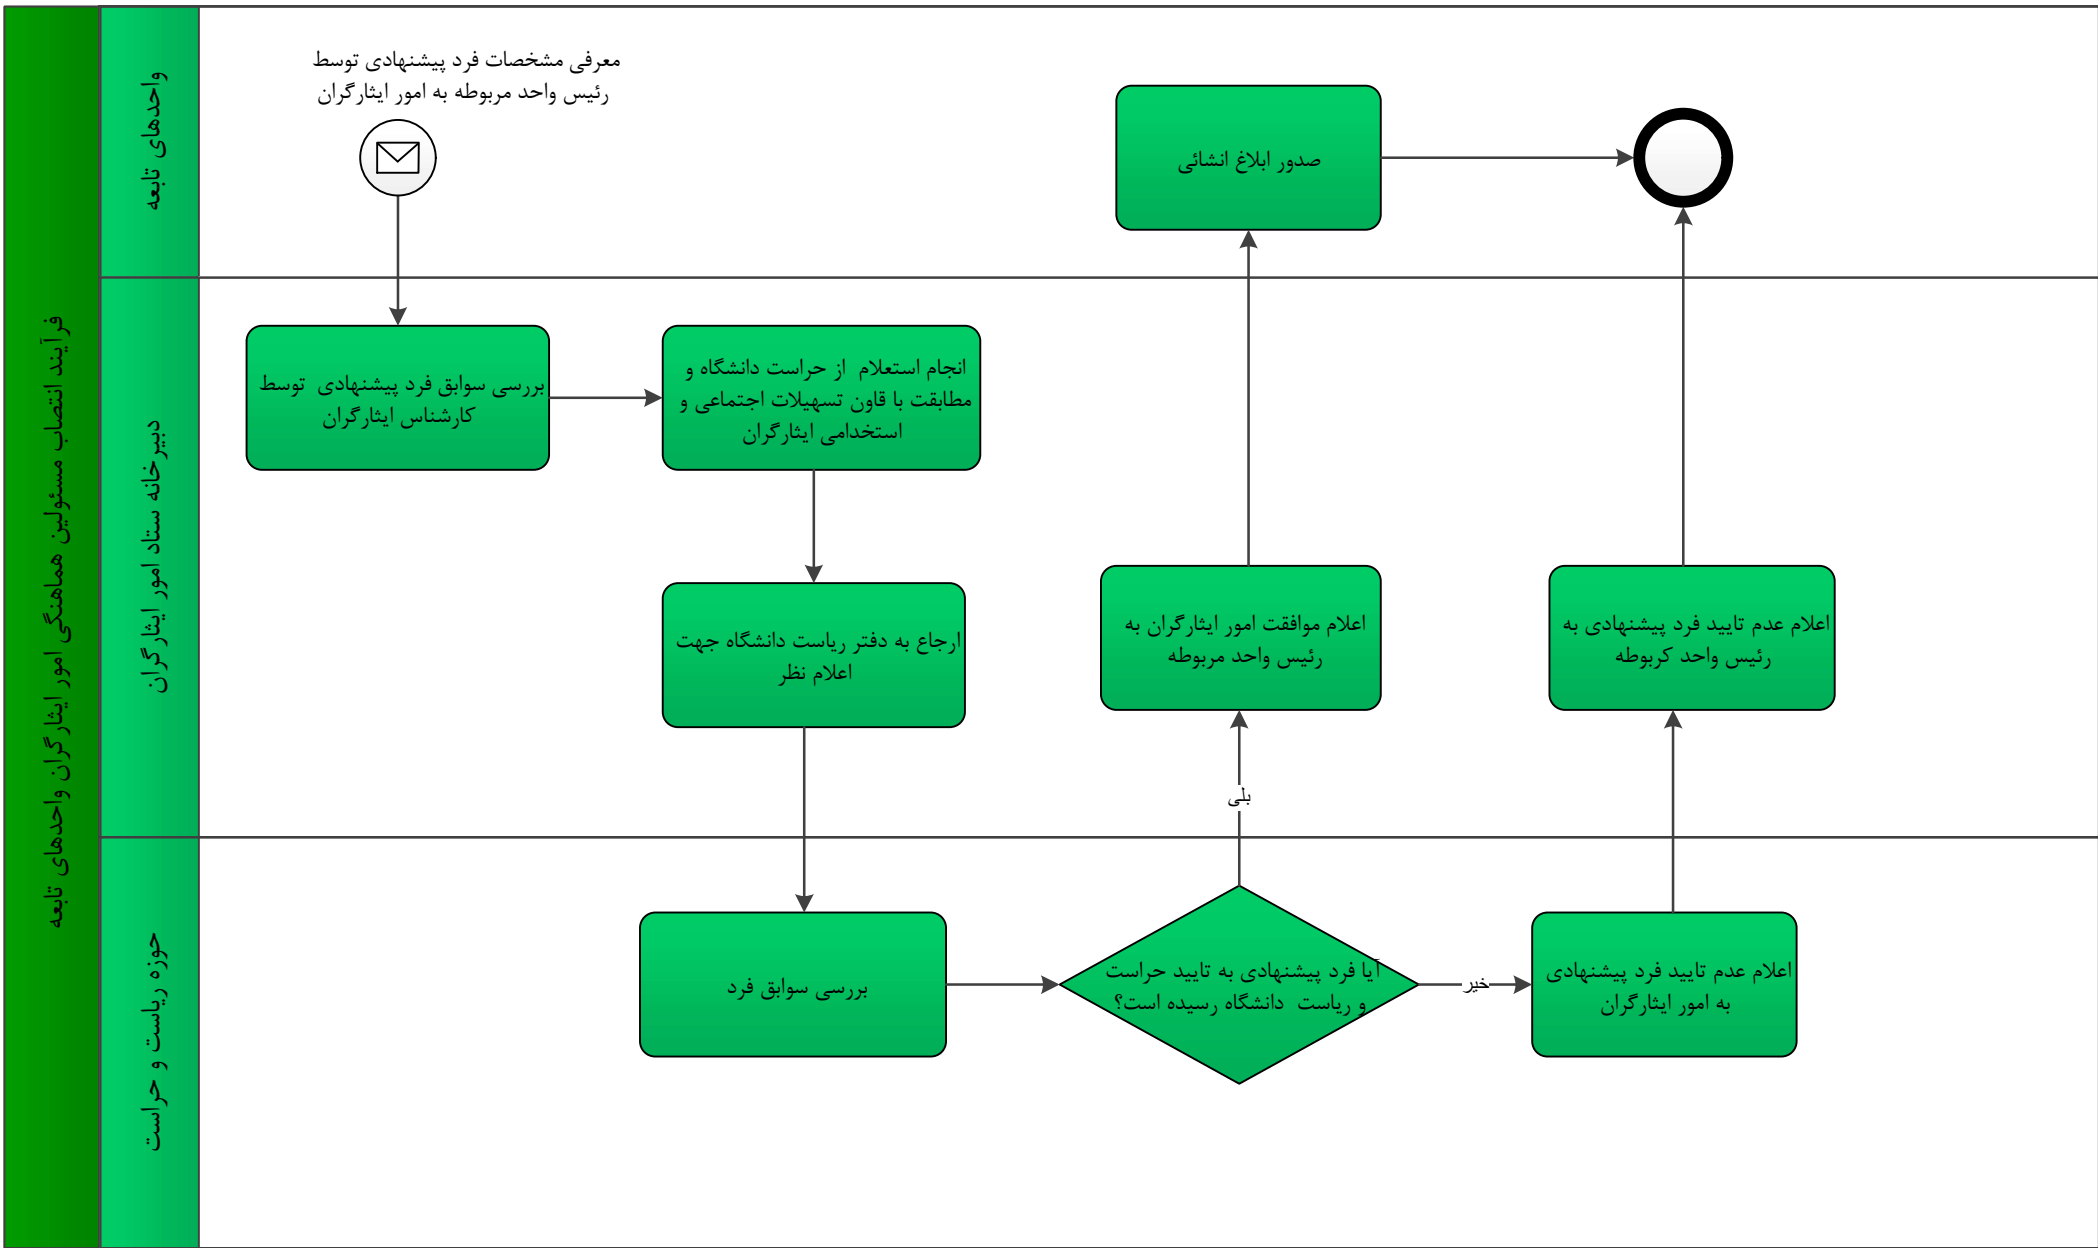 فرآیند انتصاب مسئولین هماهنگی امور ایثارگران واحدهای تابعه
واحدهای تابعه
معرفی مشخصات فرد پیشنهادی توسط
رئیس واحد مربوطه به امور ایثارگران
صدور ابلاغ انشائی
دبیرخانه ستاد امور ایثارگران
بررسی سوابق فرد پیشنهادی توسط
کارشناس ایثارگران
انجام استعلام از حراست دانشگاه و
مطابقت با قاون تسهیلات اجتماعی و
استخدامی ایثارگران
ارجاع به دفتر ریاست دانشگاه جهت
اعلام نظر
اعلام موافقت امور ایثارگران به
رئیس واحد مربوطه
اعلام عدم تایید فرد پیشنهادی به
رئیس واحد کربوطه
بلی
حوزه ریاست و حراست
بررسی سوابق فرد
آیا فرد پیشنهادی به تایید حراست
و ریاست دانشگاه رسیده است؟
خیر
اعلام عدم تایید فرد پیشنهادی
به امور ایثارگران